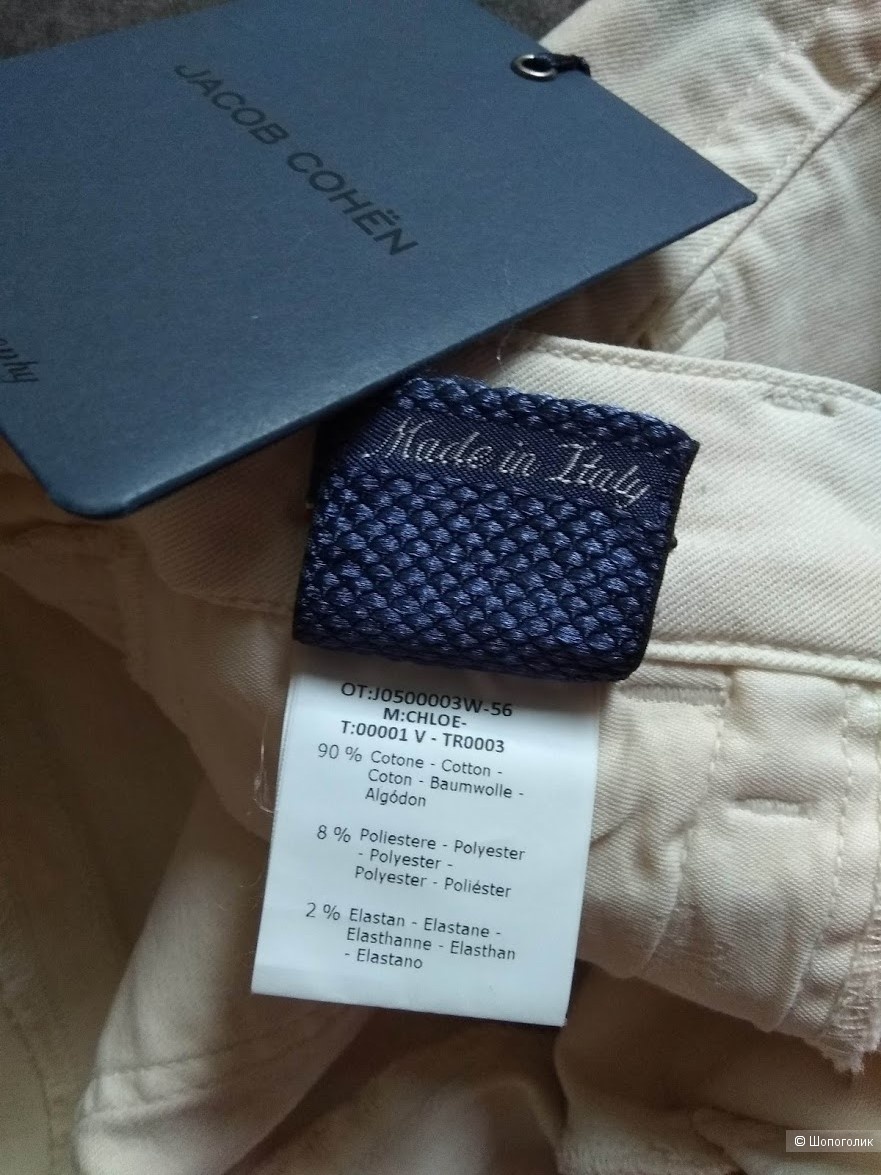 JACOB COHËN
Made in Italy
OT:J0500003W-56
M:CHLOE-
T:00001 V - TR0003
90 % Cotone - Cotton -
Coton - Baumwolle -
Algódon
8 % Poliestere - Polyester
- Polyester -
Polyester - Poliéster
2 % Elastan - Elastane -
Elasthanne - Elasthan
- Elastano
© Шопоголик